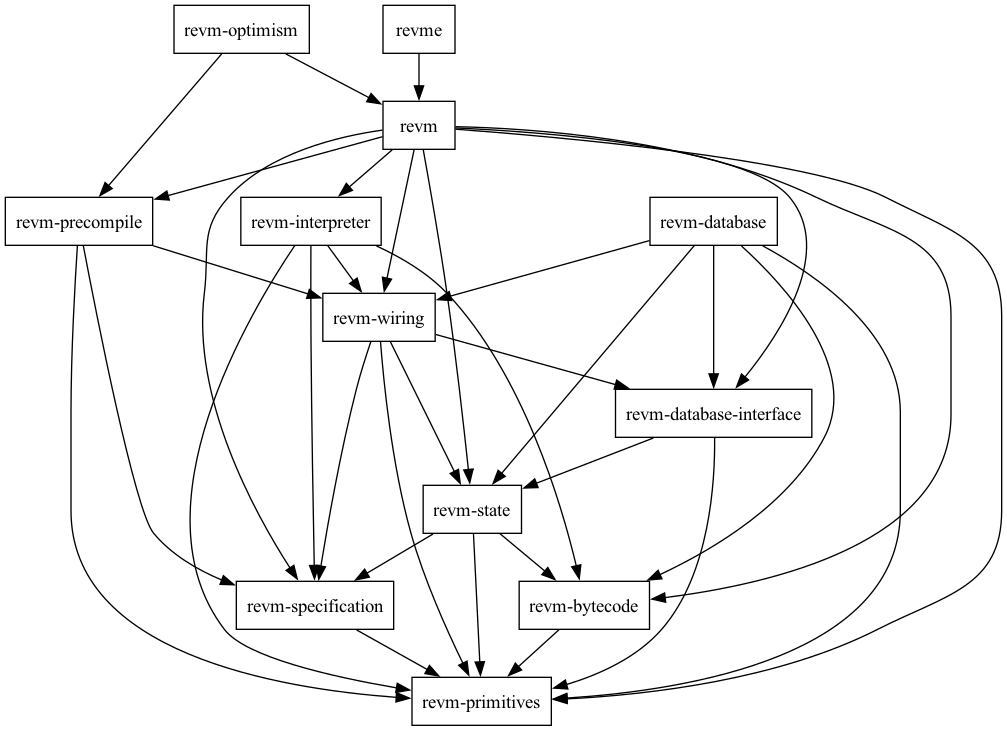 revm-optimism
revme
revm
revm-precompile
revm-interpreter
revm-database
revm-wiring
revm-database-interface
revm-state
revm-specification
revm-bytecode
revm-primitives